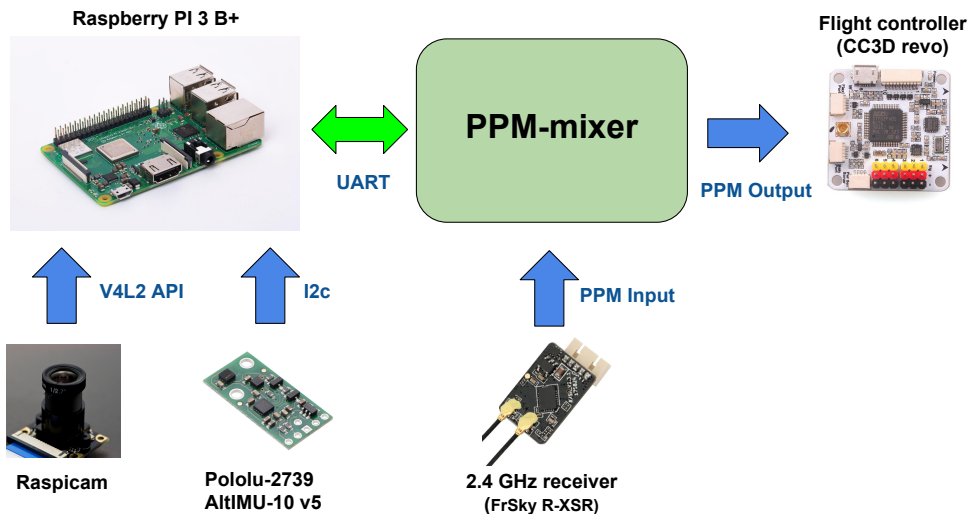 Raspberry PI 3 B+
Flight controller
(CC3D revo)
PPM-mixer
UART
PPM Output
V4L2 API
I2c
PPM Input
Raspicam
Pololu-2739
AltIMU-10 v5
2.4 GHz receiver
(FrSky R-XSR)